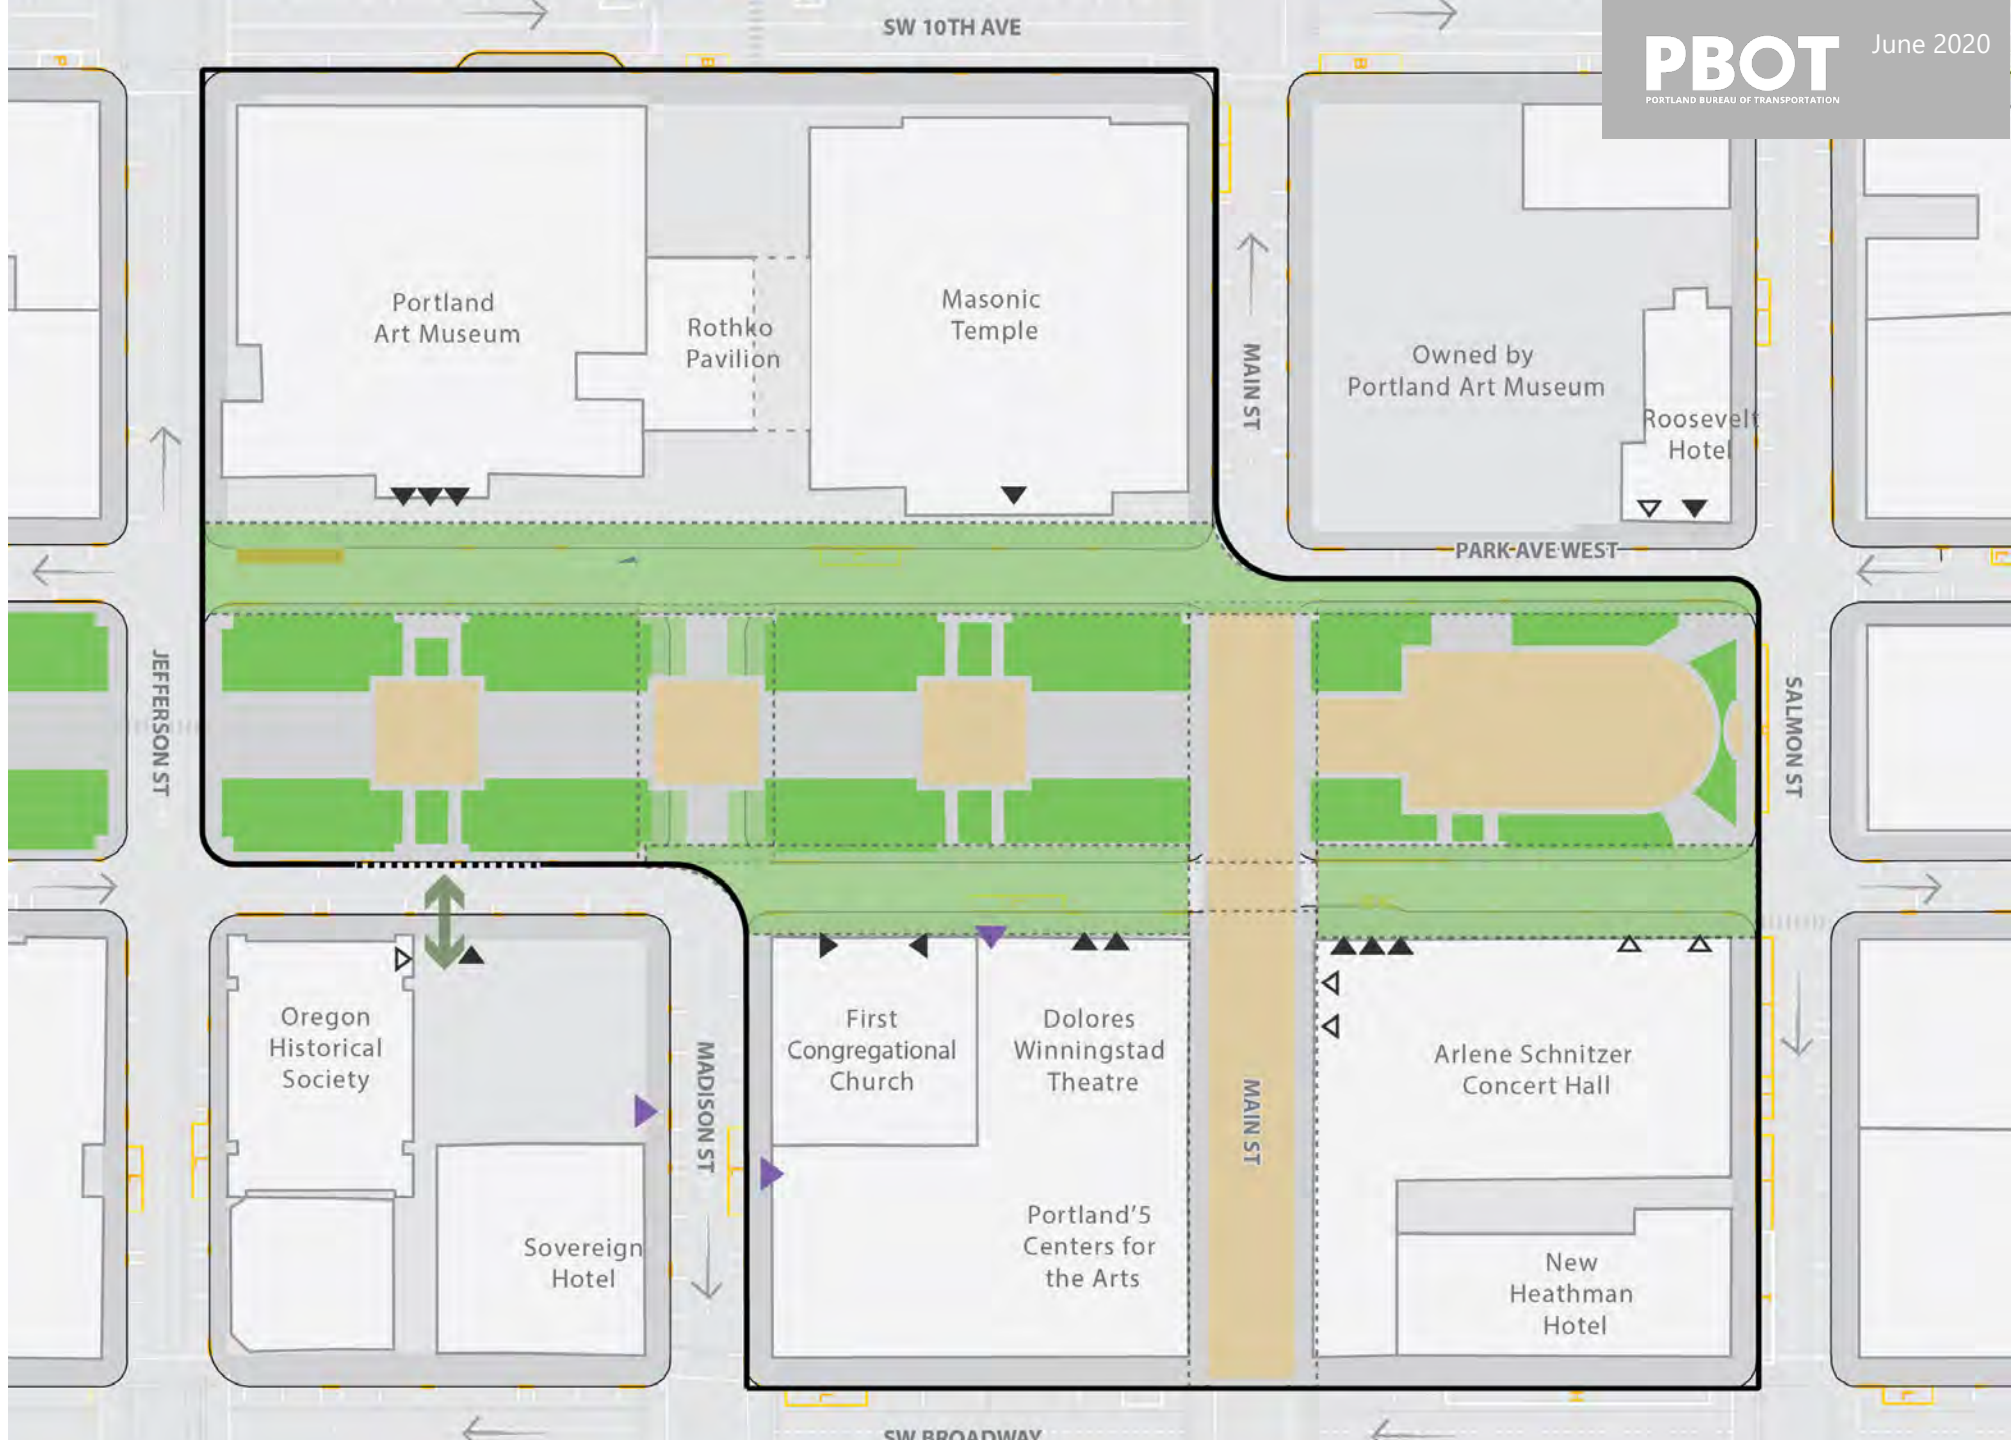 SW 10TH AVE
PBOT
PORTLAND BUREAU OF TRANSPORTATION
June 2020
Portland
Art Museum
Rothko
Pavilion
Masonic
Temple
MAIN ST
Owned by
Portland Art Museum
Roosevelt
Hotel
PARK AVE WEST
JEFFERSON ST
SALMON ST
Oregon
Historical
Society
MADISON ST
First
Congregational
Church
Dolores
Winningstad
Theatre
MAIN ST
Arlene Schnitzer
Concert Hall
Sovereign
Hotel
Portland'5
Centers for
the Arts
New
Heathman
Hotel
SW BROADWAY